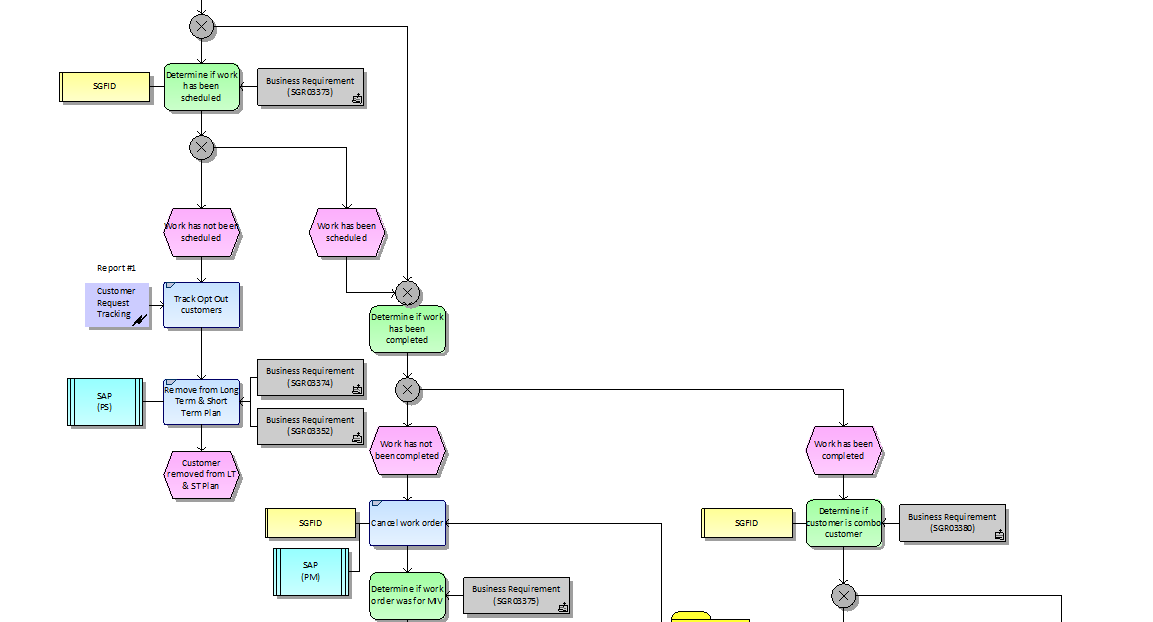 Determine if work
has been
scheduled
SGFID
Business Requirement
(SGR03373)
Work has not been
scheduled
Work has been
scheduled
Report #1
Customer
Request
Tracking
Track Opt Out
customers
Determine if work
has been
completed
Business Requirement
(SGR03374)
SAP
(PS)
Remove from Long
Term & Short
Term Plan
Business Requirement
(SGR03352)
Work has not
been completed
Work has been
completed
Customer
removed from LT
& ST Plan
SGFID
Cancel work order
SGFID
Determine if
customer is combo
customer
Business Requirement
(SGR03380)
SAP
(PM)
Determine if work
order was for MIV
Business Requirement
(SGR03375)